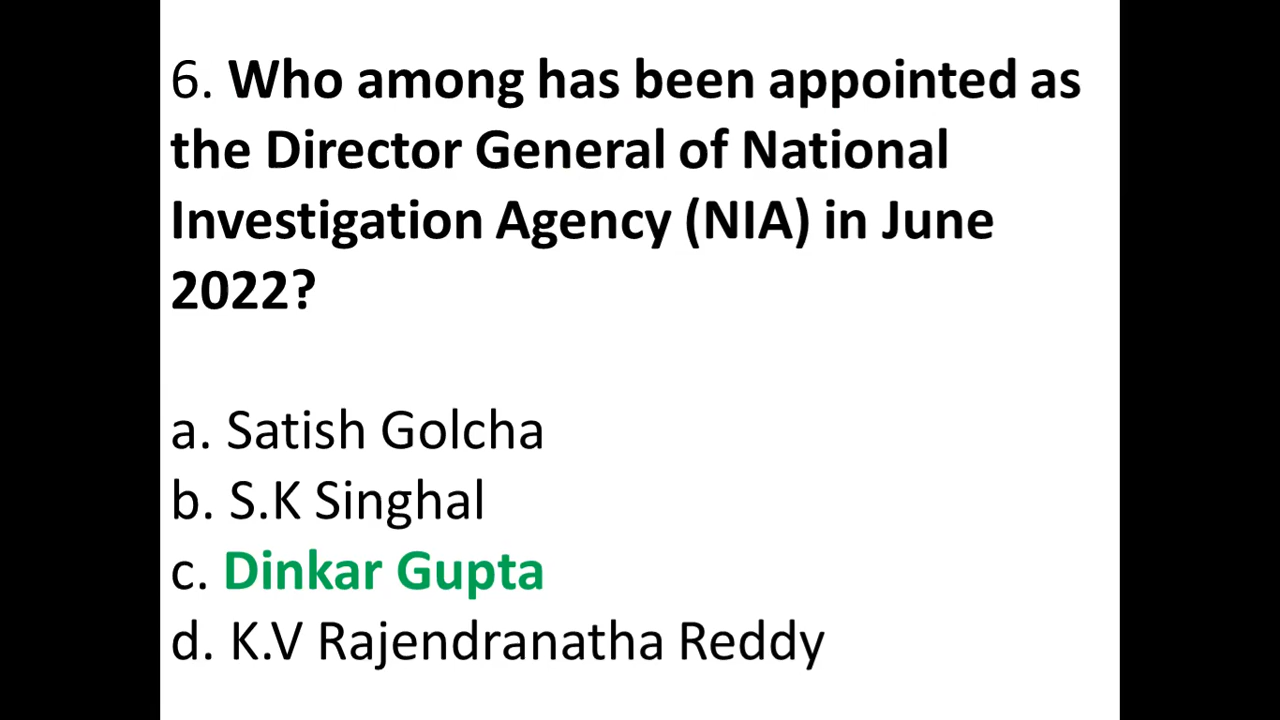 6. Who among has been appointed as
the Director General of National
Investigation Agency (NIA) in June
2022?
a. Satish Golcha
b. S.K Singhal
c. Dinkar Gupta
d. K.V Rajendranatha Reddy